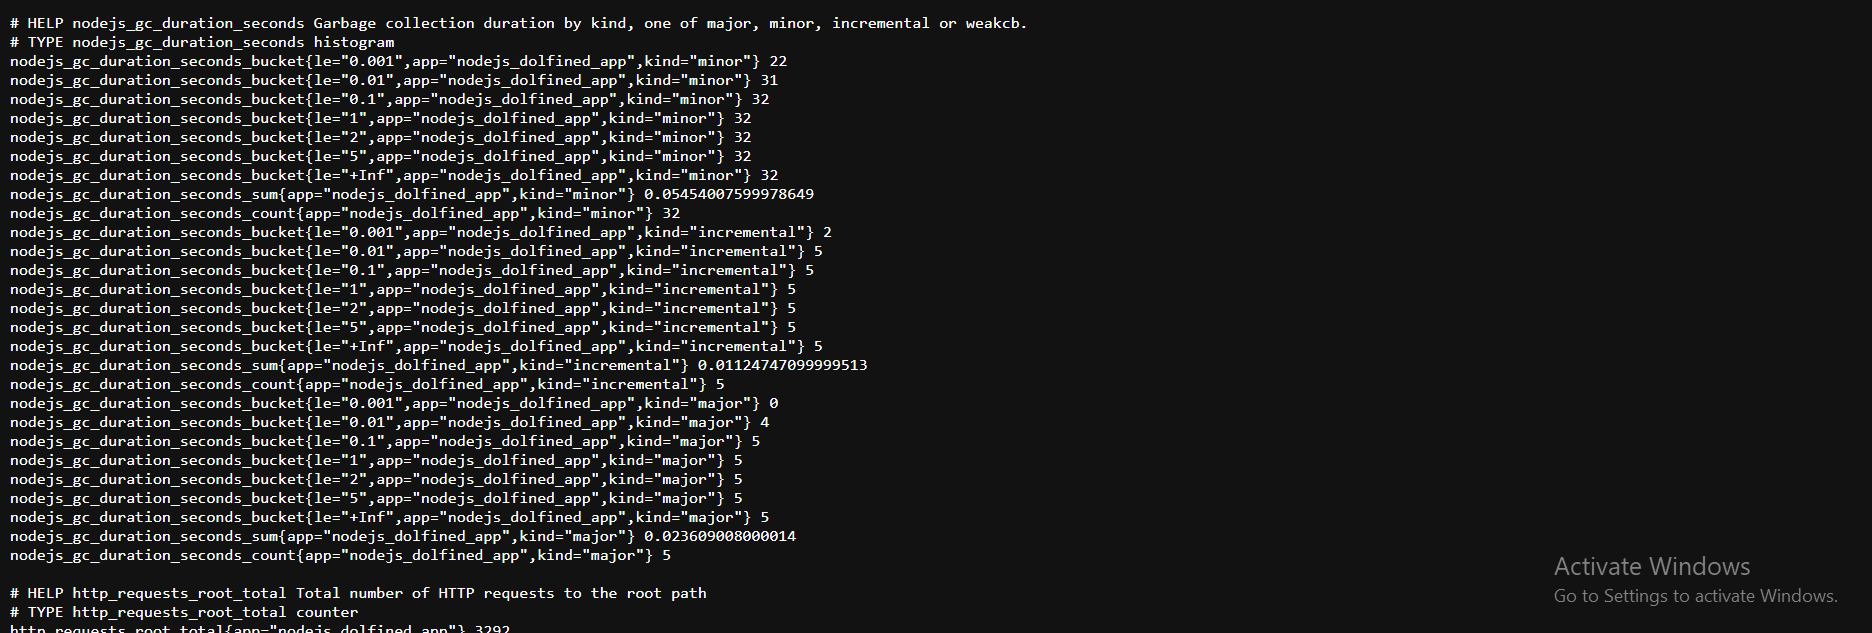 # HELP nodejs_gc_duration_seconds Garbage collection duration by kind, one of major, minor, incremental or weakcb.
# TYPE nodejs_gc_duration_seconds histogram
nodejs_gc_duration_seconds_bucket{le="0.001",app="nodejs_dolfined_app",kind="minor"} 22
nodejs_gc_duration_seconds_bucket{le="0.01",app="nodejs_dolfined_app",kind="minor"} 31
nodejs_gc_duration_seconds_bucket{le="0.1",app="nodejs_dolfined_app",kind="minor"} 32
nodejs_gc_duration_seconds_bucket{le="1",app="nodejs_dolfined_app",kind="minor"} 32
nodejs_gc_duration_seconds_bucket{le="2",app="nodejs_dolfined_app",kind="minor"} 32
nodejs_gc_duration_seconds_bucket{le="5",app="nodejs_dolfined_app",kind="minor"} 32
nodejs_gc_duration_seconds_bucket{le="+Inf",app="nodejs_dolfined_app",kind="minor"} 32
nodejs_gc_duration_seconds_sum{app="nodejs_dolfined_app",kind="minor"} 0.05454007599978649
nodejs_gc_duration_seconds_count{app="nodejs_dolfined_app",kind="minor"} 32
nodejs_gc_duration_seconds_bucket{le="0.001",app="nodejs_dolfined_app",kind="incremental"} 2
nodejs_gc_duration_seconds_bucket{le="0.01",app="nodejs_dolfined_app",kind="incremental"} 5
nodejs_gc_duration_seconds_bucket{le="0.1",app="nodejs_dolfined_app",kind="incremental"} 5
nodejs_gc_duration_seconds_bucket{le="1",app="nodejs_dolfined_app",kind="incremental"} 5
nodejs_gc_duration_seconds_bucket{le="2",app="nodejs_dolfined_app",kind="incremental"} 5
nodejs_gc_duration_seconds_bucket{le="5",app="nodejs_dolfined_app",kind="incremental"} 5
nodejs_gc_duration_seconds_bucket{le="+Inf",app="nodejs_dolfined_app",kind="incremental"} 5
nodejs_gc_duration_seconds_sum{app="nodejs_dolfined_app",kind="incremental"} 0.01124747099999513
nodejs_gc_duration_seconds_count{app="nodejs_dolfined_app",kind="incremental"} 5
nodejs_gc_duration_seconds_bucket{le="0.001",app="nodejs_dolfined_app",kind="major"} 0
nodejs_gc_duration_seconds_bucket{le="0.01",app="nodejs_dolfined_app",kind="major"} 4
nodejs_gc_duration_seconds_bucket{le="0.1",app="nodejs_dolfined_app",kind="major"} 5
nodejs_gc_duration_seconds_bucket{le="1",app="nodejs_dolfined_app",kind="major"} 5
nodejs_gc_duration_seconds_bucket{le="2",app="nodejs_dolfined_app",kind="major"} 5
nodejs_gc_duration_seconds_bucket{le="5",app="nodejs_dolfined_app",kind="major"} 5
nodejs_gc_duration_seconds_bucket{le="+Inf",app="nodejs_dolfined_app",kind="major"} 5
nodejs_gc_duration_seconds_sum{app="nodejs_dolfined_app",kind="major"} 0.023609008000014
nodejs_gc_duration_seconds_count{app="nodejs_dolfined_app",kind="major"} 5
# HELP http_requests_root_total Total number of HTTP requests to the root path
# TYPE http_requests_root_total counter
http_requests_root_total{app="nodejs_dolfined_app"} 3292
Activate Windows
Go to Settings to activate Windows.